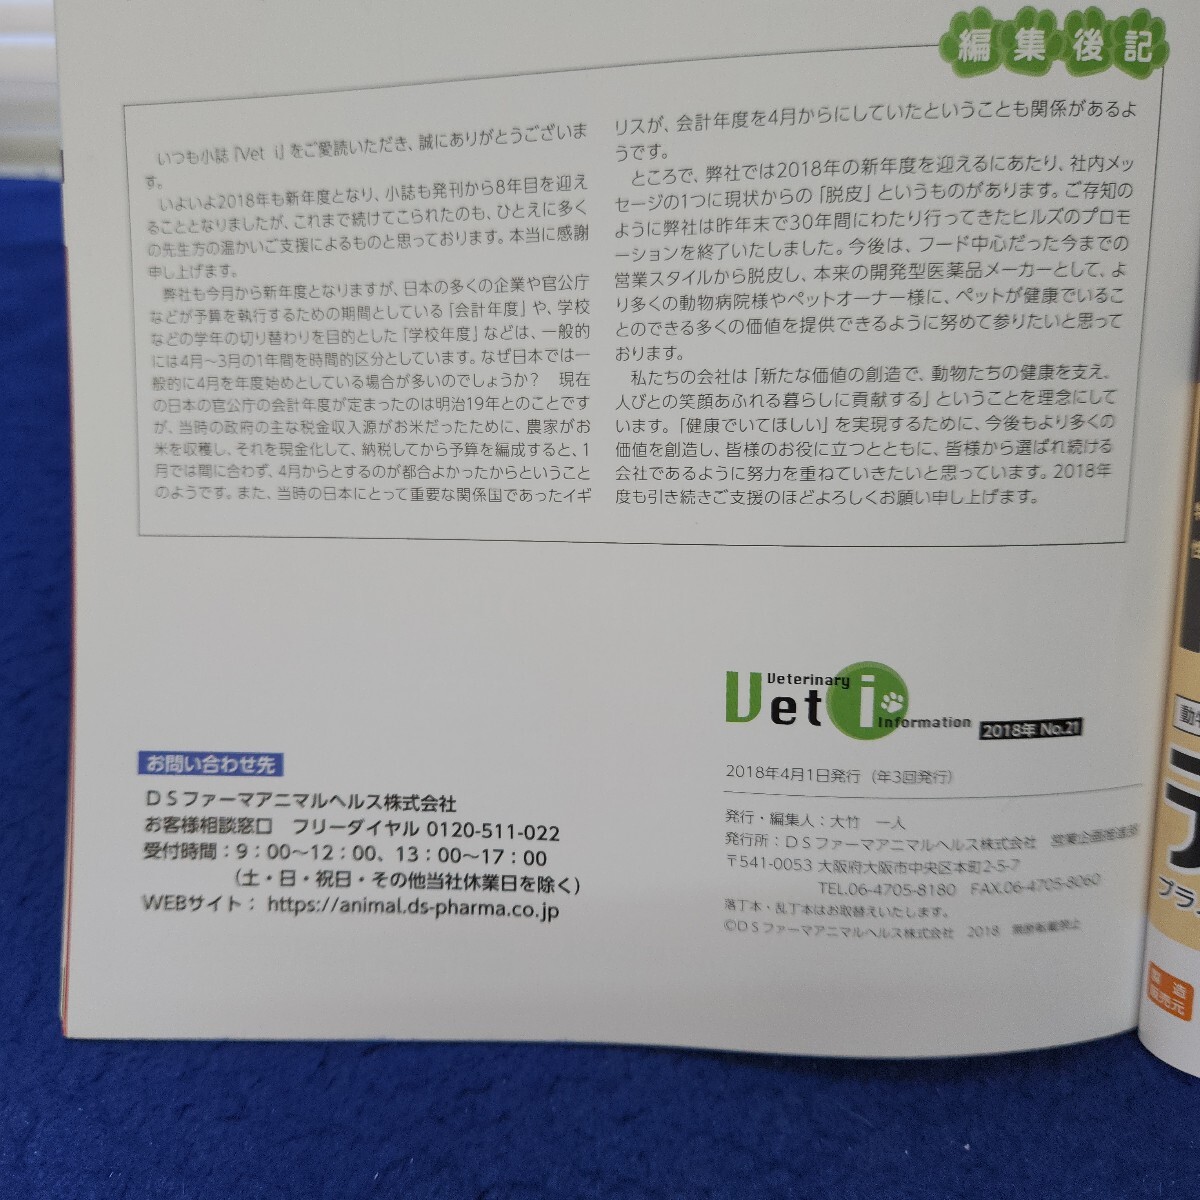 編集後記
いつも小誌『Vet i』をご愛読いただき、誠にありがとうございま
す。
いよいよ2018年も新年度となり、小誌も発刊から8年目を迎え
ることとなりましたが、これまで続けてこられたのも、ひとえに多く
の先生方の温かいご支援によるものと思っております。本当に感謝
申し上げます。
弊社も今月から新年度となりますが、日本の多くの企業や官公庁
などが予算を執行するための期間としている「会計年度」や、学校
などの学年の切り替わりを目的とした「学校年度」などは、一般的
には4月〜3月の1年間を時間的区分としています。なぜ日本では一
般的に4月を年度始めとしている場合が多いのでしょうか？ 現在
の日本の官公庁の会計年度が定まったのは明治19年とのことです
が、当時の政府の主な税金収入源がお米だったために、農家がお
米を収穫し、それを現金化して、納税してから予算を編成すると、1
月では間に合わず、4月からとするのが都合よかったからということ
のようです。また、当時の日本にとって重要な関係国であったイギ
リスが、会計年度を4月からにしていたということも関係があるよ
うです。
ところで、弊社では2018年の新年度を迎えるにあたり、社内メッ
セージの1つに現状からの「脱皮」というものがあります。ご存知の
ように弊社は昨年末で30年間にわたり行ってきたヒルズのプロモ
ーションを終了いたしました。今後は、フード中心だった今までの
営業スタイルから脱皮し、本来の開発型医薬品メーカーとして、よ
り多くの動物病院様やペットオーナー様に、ペットが健康でいるこ
とのできる多くの価値を提供できるように努めて参りたいと思って
おります。
私たちの会社は「新たな価値の創造で、動物たちの健康を支え、
人びとの笑顔あふれる暮らしに貢献する」ということを理念にして
います。「健康でいてほしい」を実現するために、今後もより多くの
価値を創造し、皆様のお役に立つとともに、皆様から選ばれ続ける
会社であるように努力を重ねていきたいと思っています。2018年
度も引き続きご支援のほどよろしくお願い申し上げます。
Veterinary
Vet i
Information
2018年 No.21
2018年4月1日発行（年3回発行）
発行・編集人：大竹 一人
発行所：DSファーマアニマルヘルス株式会社 営業企画推進部
〒541-0053 大阪府大阪市中央区本町2-5-7
TEL.06-4705-8180 FAX.06-4705-8060
落丁本・乱丁本はお取替えいたします。
©DSファーマアニマルヘルス株式会社 2018 無断転載禁止
お問い合わせ先
DSファーマアニマルヘルス株式会社
お客様相談窓口 フリーダイヤル 0120-511-022
受付時間：9：00〜12：00、13：00〜17：00
（土・日・祝日・その他当社休業日を除く）
WEBサイト： https://animal.ds-pharma.co.jp
プラ
製造
販売元